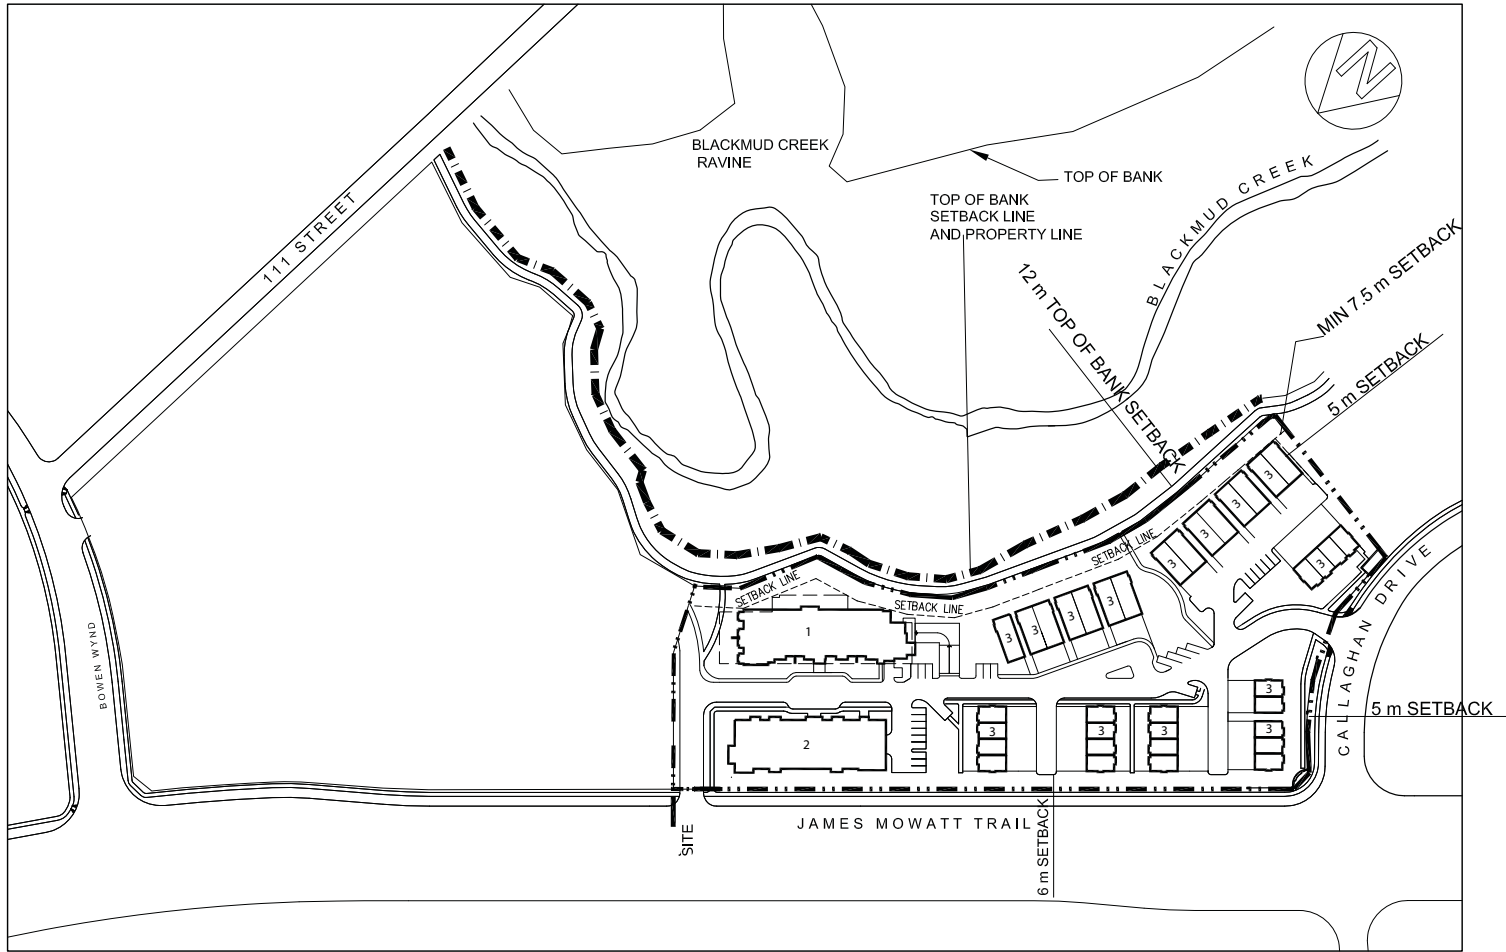 N
BLACKMUD CREEK
RAVINE
TOP OF BANK
TOP OF BANK
SETBACK LINE
AND PROPERTY LINE
BLACKMUD CREEK
111 STREET
12 m TOP OF BANK SETBACK
MIN 7.5 m SETBACK
5 m SETBACK
SETBACK LINE
SETBACK LINE
SETBACK LINE
3
3
3
3
3
3
3
3
3
1
2
3
3
3
3
3
BOWEN WYND
CALLAGHAN DRIVE
5 m SETBACK
JAMES MOWATT TRAIL
SITE
6 m SETBACK